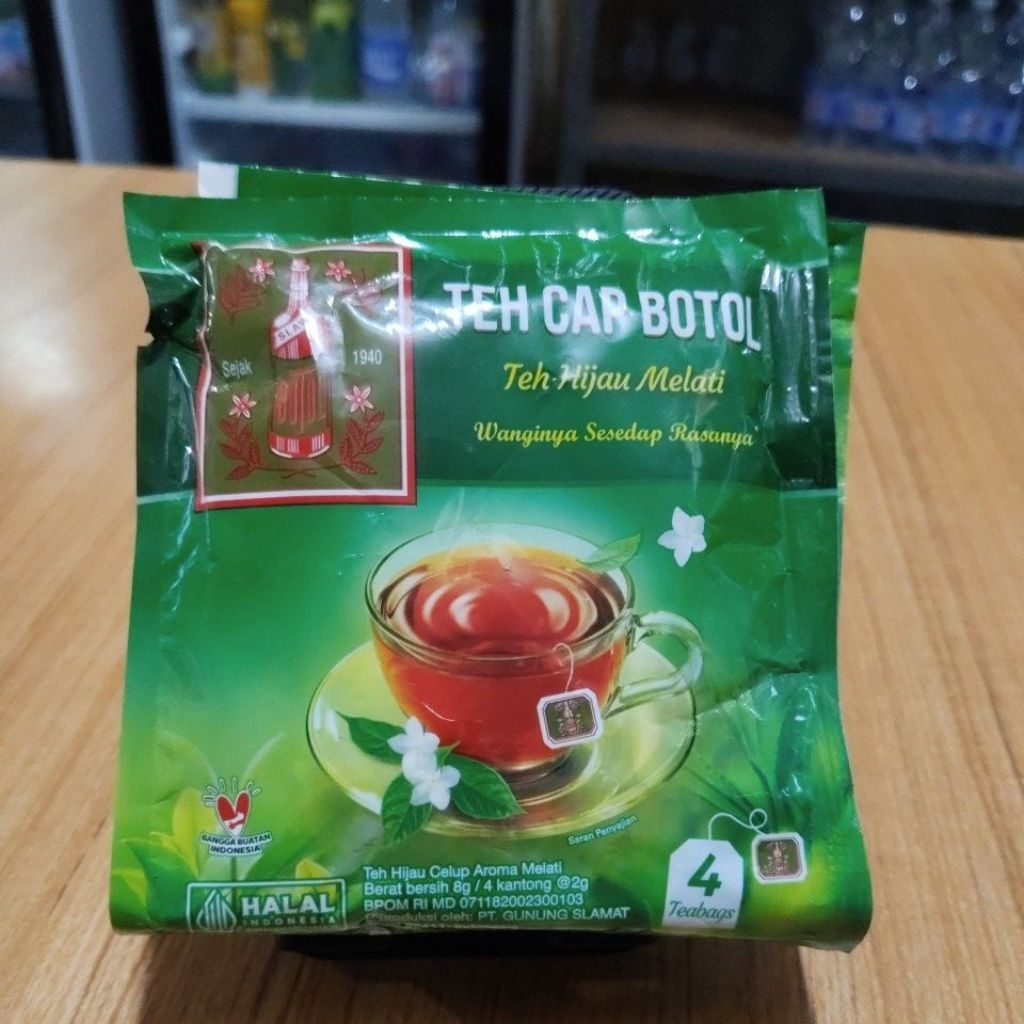 TEH CAP BOTOL
Teh Hijau Melati
Wanginya Sesedap Rasanya
Sejak
1940
Saran Penyajian
BANGGA BUATAN
INDONESIA
HALAL
INDONESIA
Teh Hijau Celup Aroma Melati
Berat bersih 8g / 4 kantong @2g
BPOM RI MD 071182002300103
oleh: PT. GUNUNG SLAMAT
Indonesia
4
Teabags